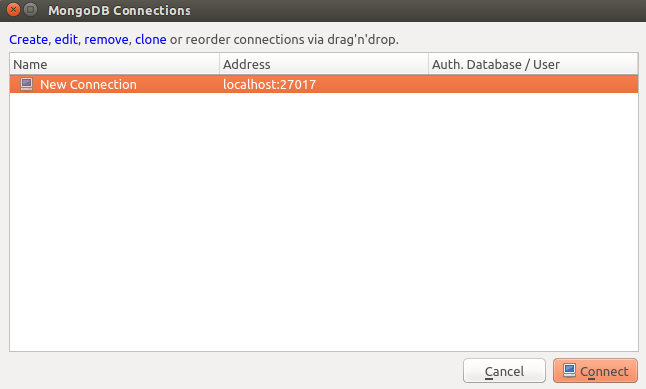 MongoDB Connections
Create, edit, remove, clone or reorder connections via drag'n'drop.
Name Address Auth. Database / User
New Connection localhost:27017
Cancel Connect